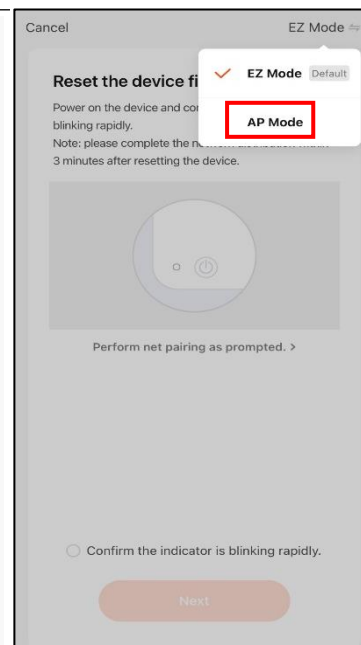 Cancel
EZ Mode
EZ Mode Default
AP Mode
Reset the device fi
Power on the device and con
blinking rapidly.
Note: please complete the
3 minutes after resetting the device.
Perform net pairing as prompted. >
Confirm the indicator is blinking rapidly.
Next